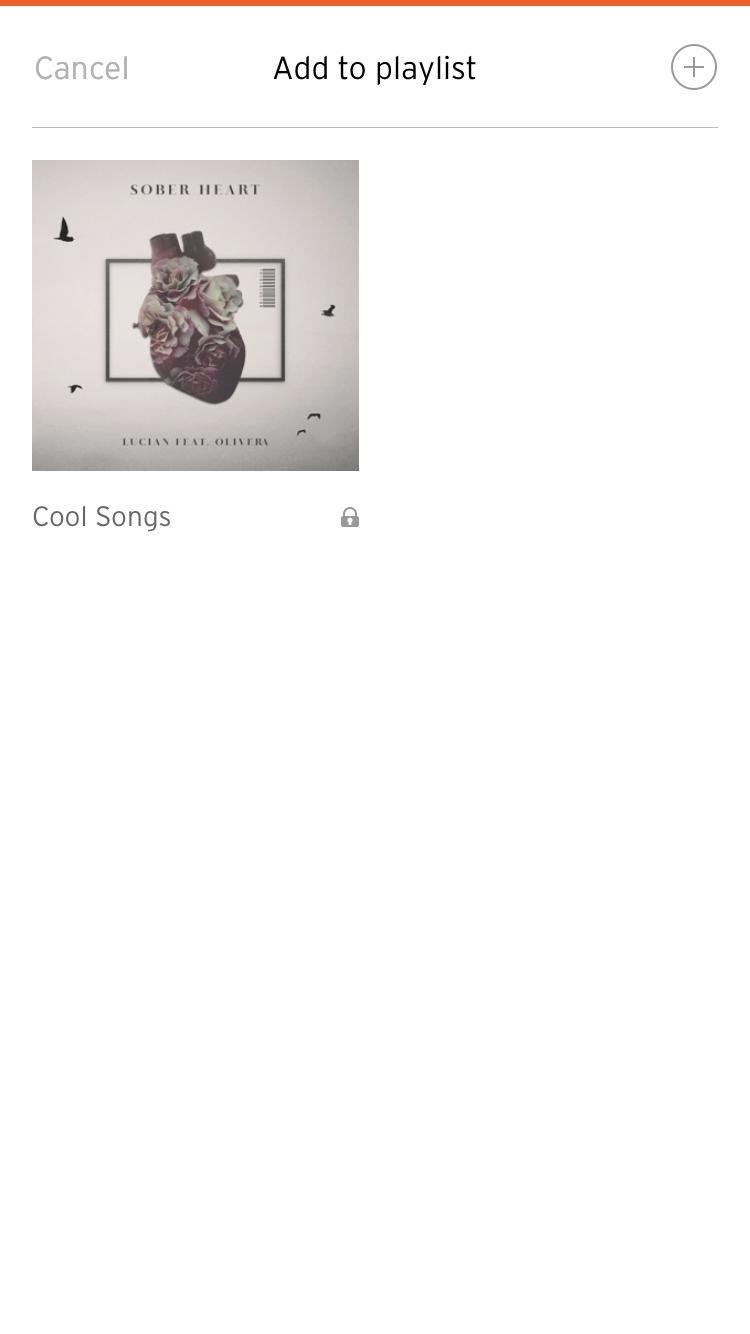 Cancel
Add to playlist
SOBER HEART
LUCIAN FEAT. OLIVERA
Cool Songs